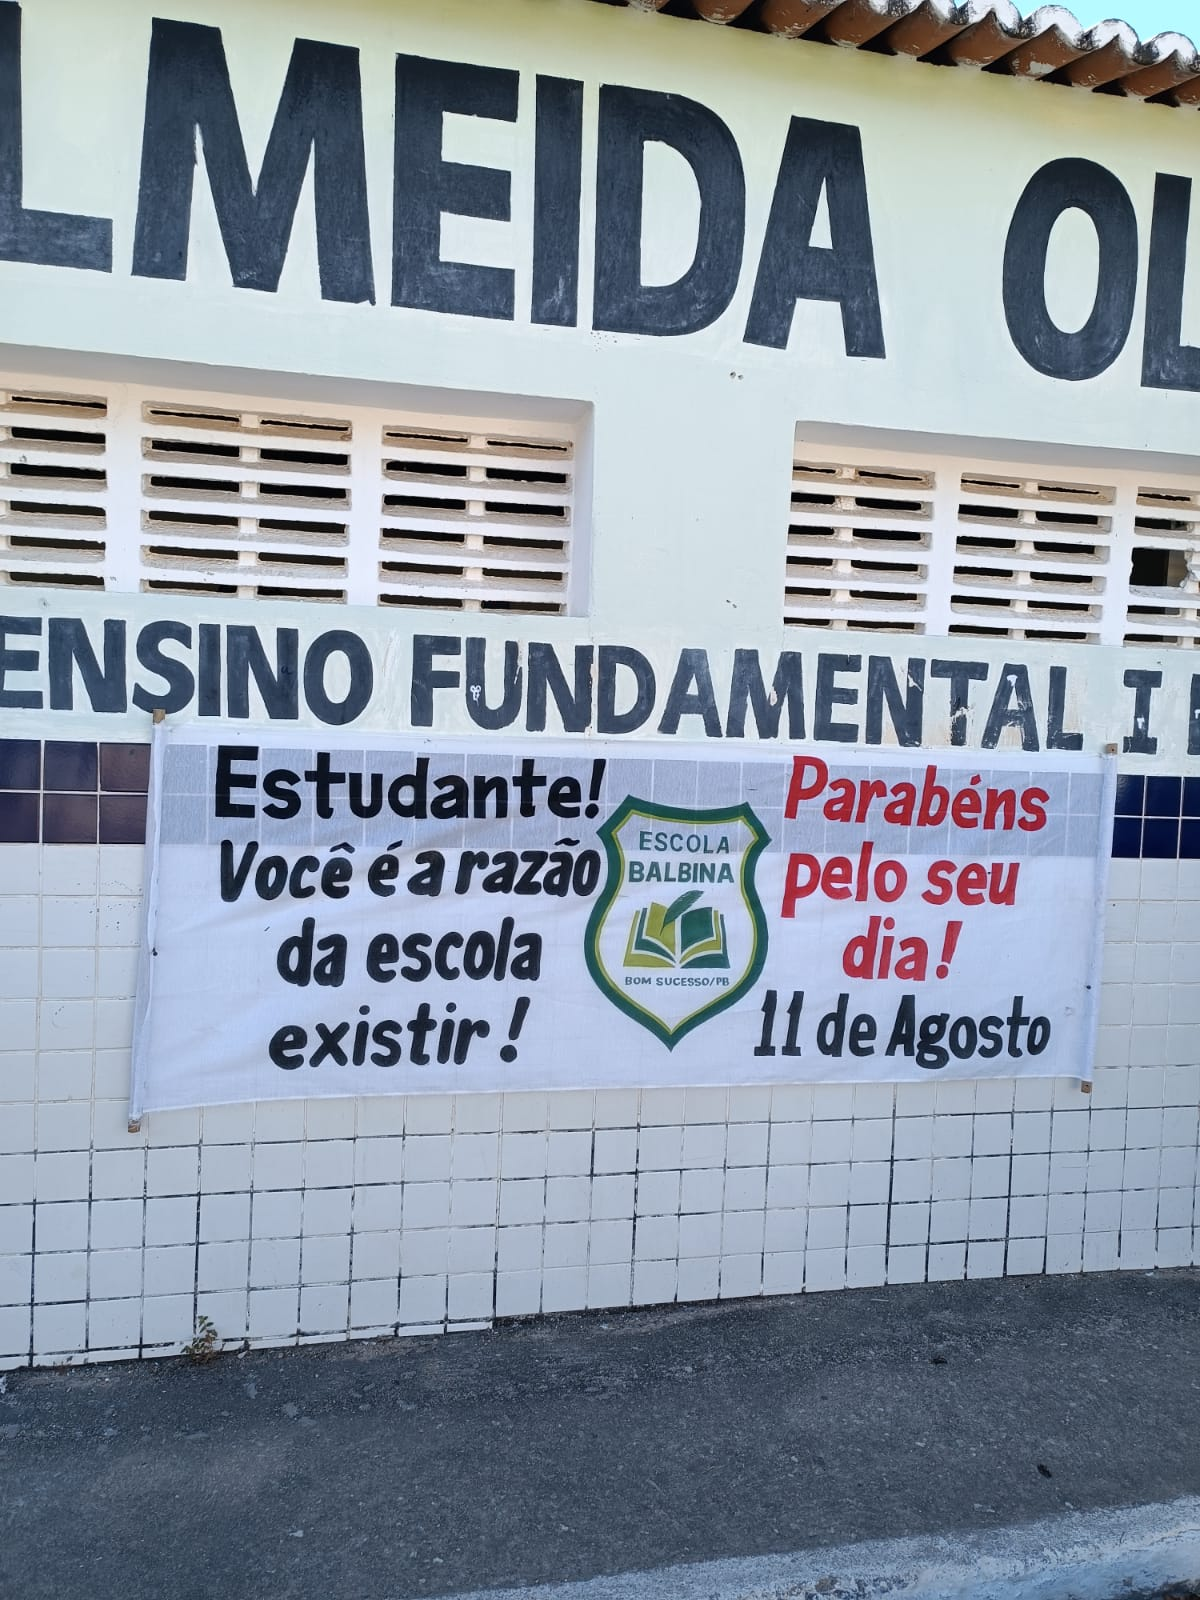 LMEIDA OL
ENSINO FUNDAMENTAL I
Estudante!
Você é a razão
da escola
existir!
ESCOLA
BALBINA
BOM SUCESSO/PB
Parabéns
pelo seu
dia!
11 de Agosto